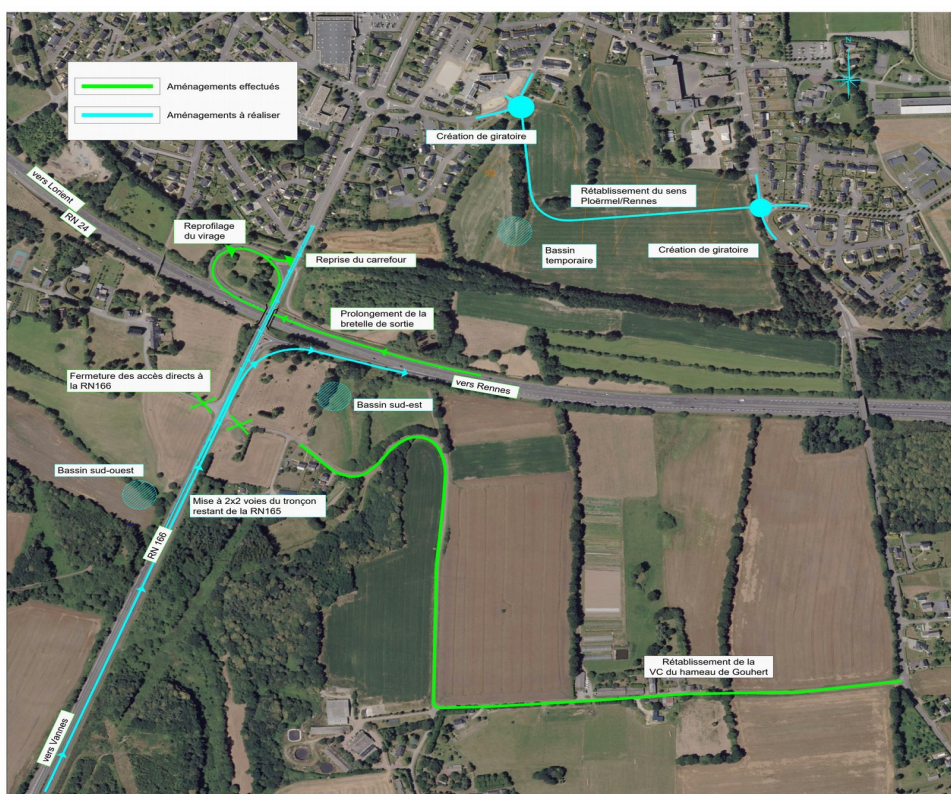 Aménagements effectués
Aménagements à réaliser
N
Création de giratoire
vers Lorient
RN 24
Rétablissement du sens
Ploërmel/Rennes
Reprofilage
du virage
Reprise du carrefour
Bassin
temporaire
Création de giratoire
Prolongement de la
bretelle de sortie
Fermeture des accès directs à
la RN166
vers Rennes
Bassin sud-est
Bassin sud-ouest
Mise à 2x2 voies du tronçon
restant de la RN165
RN 166
Rétablissement de la
VC du hameau de Gouhert
vers Vannes